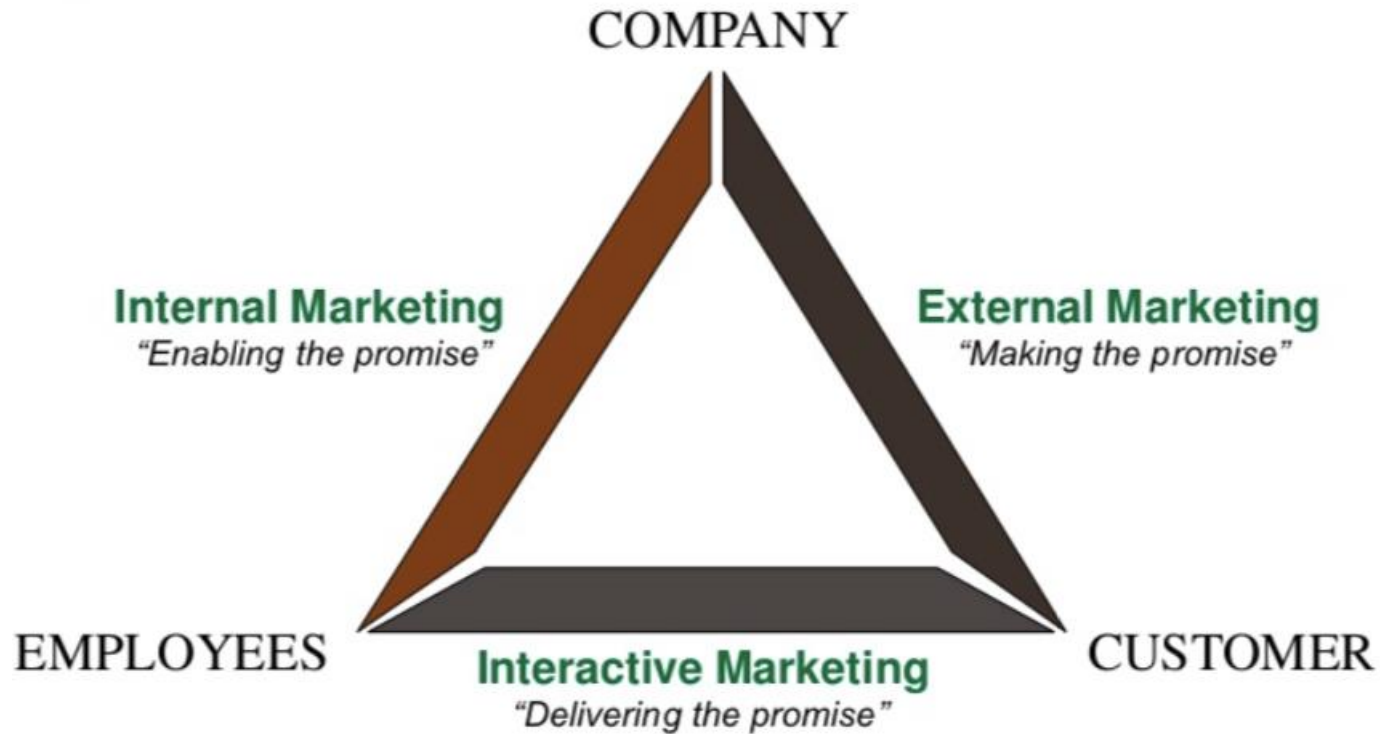 COMPANY
Internal Marketing
“Enabling the promise”
External Marketing
“Making the promise”
EMPLOYEES
Interactive Marketing
“Delivering the promise”
CUSTOMER